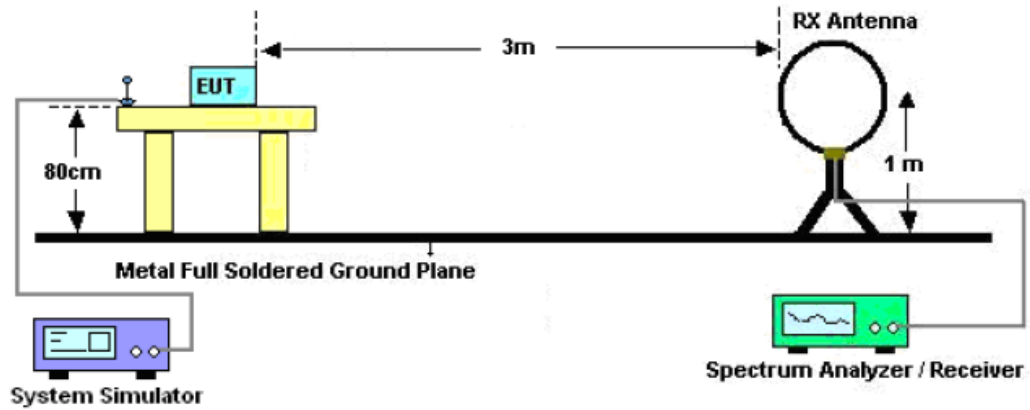 RX Antenna
3m
EUT
80cm
1 m
Metal Full Soldered Ground Plane
System Simulator
Spectrum Analyzer / Receiver